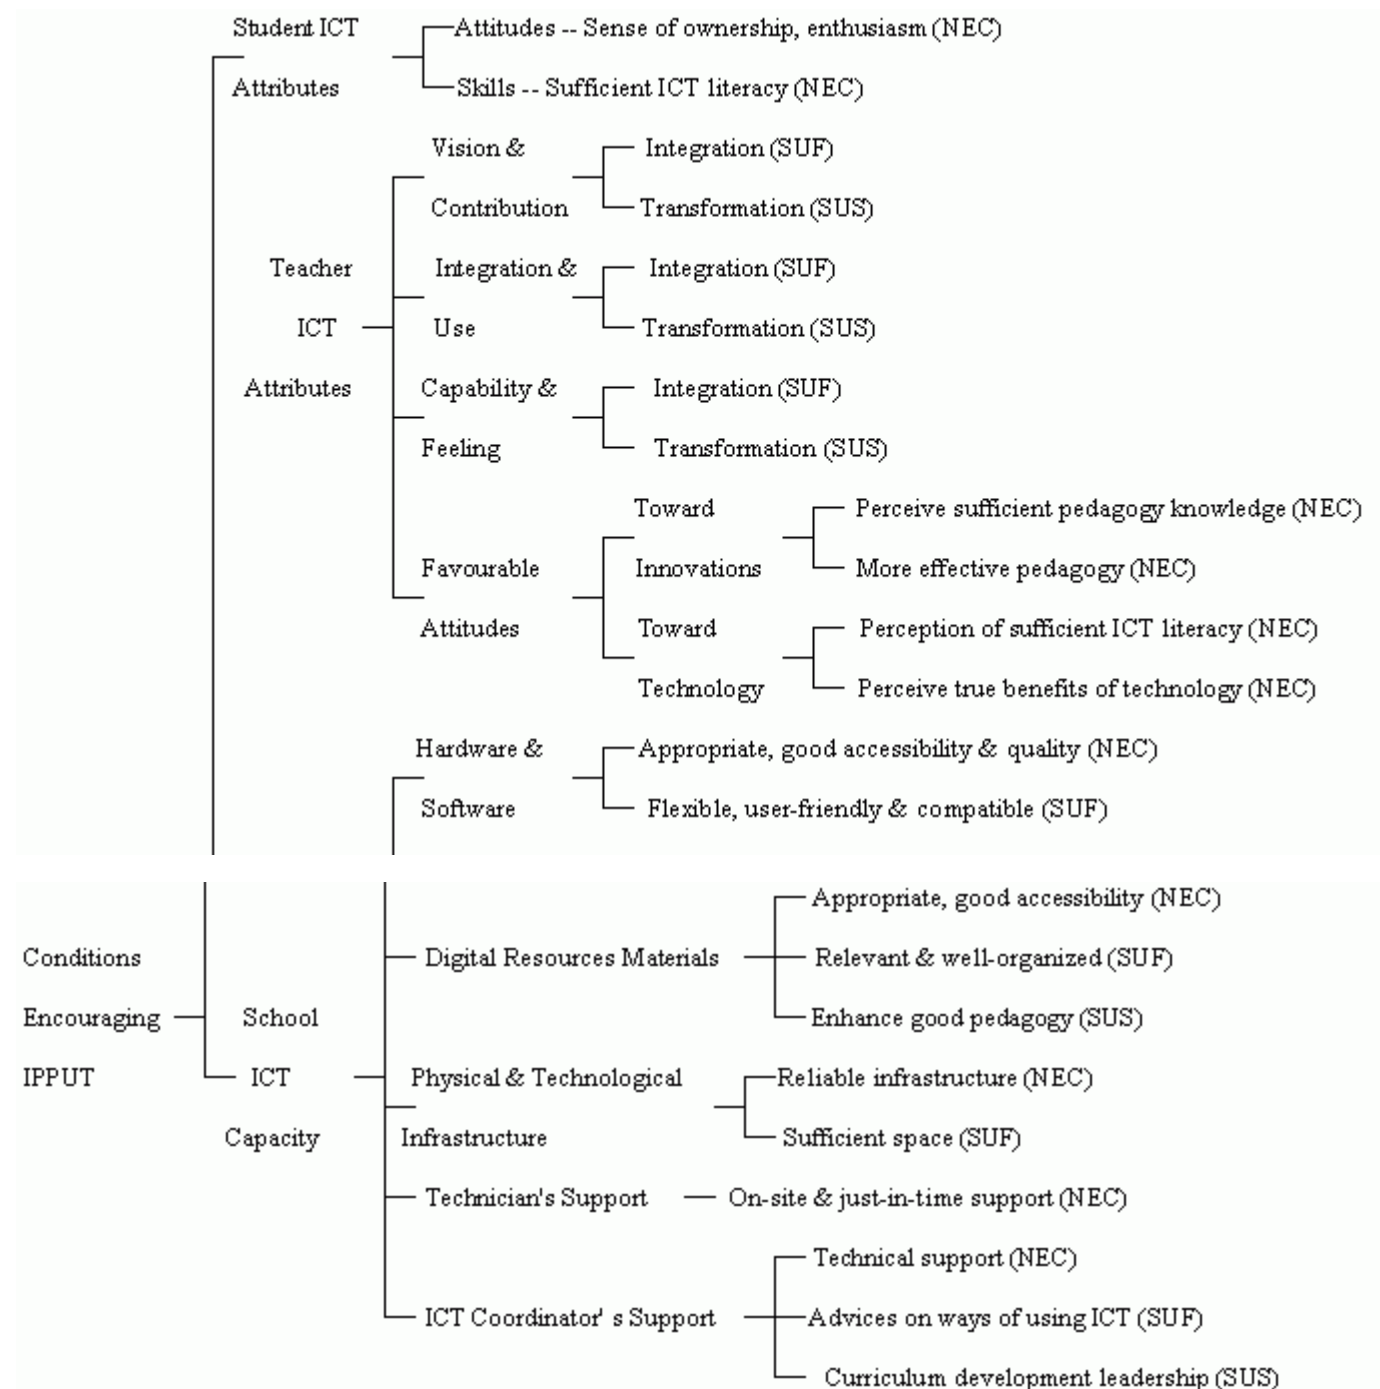 Student ICT
Attributes
Attitudes -- Sense of ownership, enthusiasm (NEC)
Skills -- Sufficient ICT literacy (NEC)
Teacher
ICT
Attributes
Vision &
Contribution
Integration (SUF)
Transformation (SUS)
Integration &
Use
Integration (SUF)
Transformation (SUS)
Capability &
Feeling
Integration (SUF)
Transformation (SUS)
Favourable
Attitudes
Toward
Innovations
Perceive sufficient pedagogy knowledge (NEC)
More effective pedagogy (NEC)
Toward
Technology
Perception of sufficient ICT literacy (NEC)
Perceive true benefits of technology (NEC)
Hardware &
Software
Appropriate, good accessibility & quality (NEC)
Flexible, user-friendly & compatible (SUF)
Conditions
Encouraging
IPPUT
School
ICT
Capacity
Digital Resources Materials
Appropriate, good accessibility (NEC)
Relevant & well-organized (SUF)
Enhance good pedagogy (SUS)
Physical & Technological
Infrastructure
Reliable infrastructure (NEC)
Sufficient space (SUF)
Technician's Support
On-site & just-in-time support (NEC)
ICT Coordinator' s Support
Technical support (NEC)
Advices on ways of using ICT (SUF)
Curriculum development leadership (SUS)